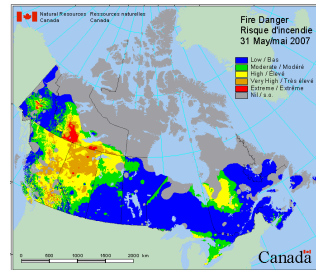 Natural Resources Canada
Ressources naturelles Canada
Fire Danger
Risque d'incendie
31 May/mai 2007
Low / Bas
Moderate / Modéré
High / Élevé
Very High / Très élevé
Extreme / Extrême
Nil / s.s.
0 500 1000 1500 2000 km
Canada